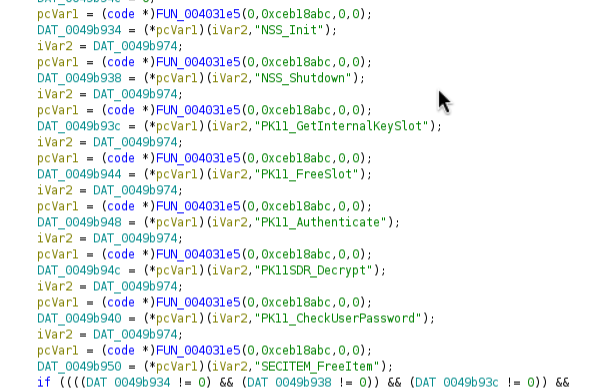 pcVar1 = (code *)FUN_004031e5(0,0xceb18abc,0,0);
DAT_0049b934 = (*pcVar1)(iVar2,"NSS_Init");
iVar2 = DAT_0049b974;
pcVar1 = (code *)FUN_004031e5(0,0xceb18abc,0,0);
DAT_0049b938 = (*pcVar1)(iVar2,"NSS_Shutdown");
iVar2 = DAT_0049b974;
pcVar1 = (code *)FUN_004031e5(0,0xceb18abc,0,0);
DAT_0049b93c = (*pcVar1)(iVar2,"PK11_GetInternalKeySlot");
iVar2 = DAT_0049b974;
pcVar1 = (code *)FUN_004031e5(0,0xceb18abc,0,0);
DAT_0049b944 = (*pcVar1)(iVar2,"PK11_FreeSlot");
iVar2 = DAT_0049b974;
pcVar1 = (code *)FUN_004031e5(0,0xceb18abc,0,0);
DAT_0049b948 = (*pcVar1)(iVar2,"PK11_Authenticate");
iVar2 = DAT_0049b974;
pcVar1 = (code *)FUN_004031e5(0,0xceb18abc,0,0);
DAT_0049b94c = (*pcVar1)(iVar2,"PK11SDR_Decrypt");
iVar2 = DAT_0049b974;
pcVar1 = (code *)FUN_004031e5(0,0xceb18abc,0,0);
DAT_0049b940 = (*pcVar1)(iVar2,"PK11_CheckUserPassword");
iVar2 = DAT_0049b974;
pcVar1 = (code *)FUN_004031e5(0,0xceb18abc,0,0);
DAT_0049b950 = (*pcVar1)(iVar2,"SECITEM_FreeItem");
if ((((DAT_0049b934 != 0) && (DAT_0049b938 != 0)) && (DAT_0049b93c != 0)) &&